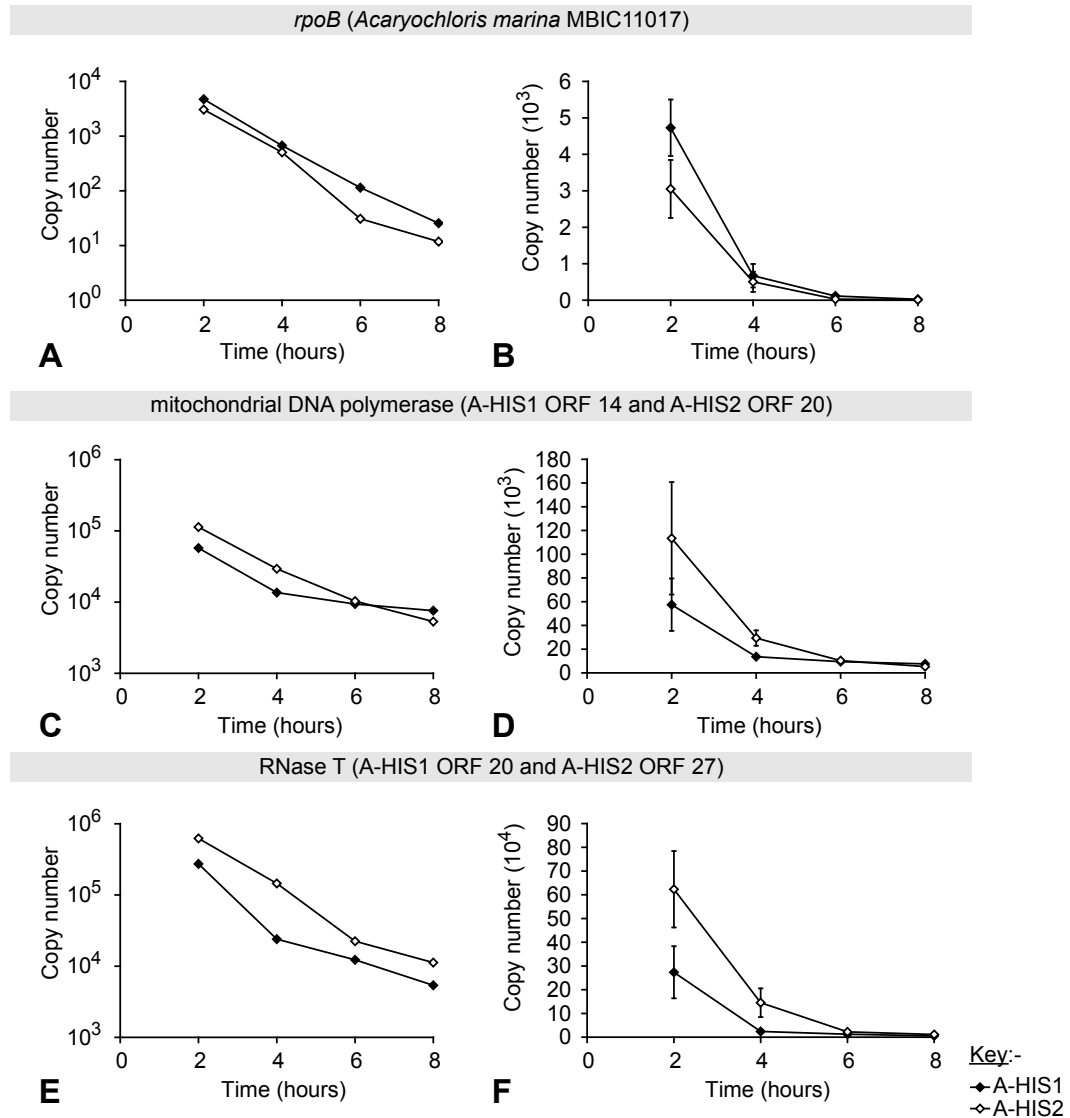 rpoB (Acaryochloris marina MBIC11017)
Copy number
10^4
10^3
10^2
10^1
10^0
0 2 4 6 8
Time (hours)
A
Copy number (10^3)
6
5
4
3
2
1
0
0 2 4 6 8
Time (hours)
B
mitochondrial DNA polymerase (A-HIS1 ORF 14 and A-HIS2 ORF 20)
Copy number
10^6
10^5
10^4
10^3
0 2 4 6 8
Time (hours)
C
Copy number (10^3)
180
160
140
120
100
80
60
40
20
0
0 2 4 6 8
Time (hours)
D
RNase T (A-HIS1 ORF 20 and A-HIS2 ORF 27)
Copy number
10^6
10^5
10^4
10^3
0 2 4 6 8
Time (hours)
E
Copy number (10^4)
90
80
70
60
50
40
30
20
10
0
0 2 4 6 8
Time (hours)
F
Key:-
A-HIS1
A-HIS2